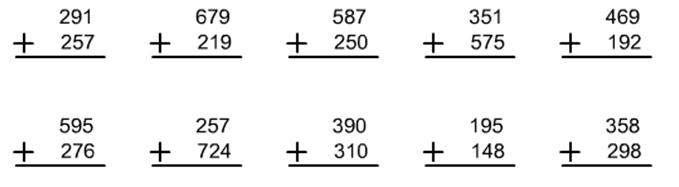 291 679 587 351 469
+ 257 + 219 + 250 + 575 + 192
595 257 390 195 358
+ 276 + 724 + 310 + 148 + 298